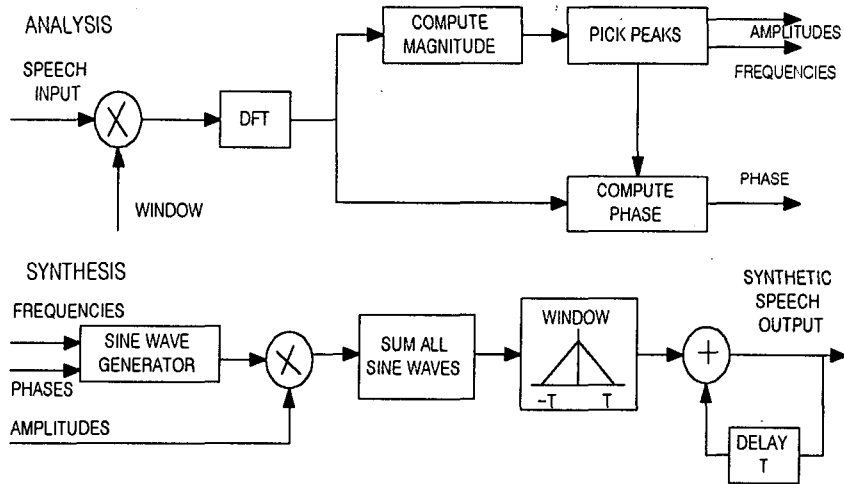 ANALYSIS
SPEECH
INPUT
WINDOW
DFT
COMPUTE
MAGNITUDE
PICK PEAKS
AMPLITUDES
FREQUENCIES
COMPUTE
PHASE
PHASE
SYNTHESIS
FREQUENCIES
PHASES
AMPLITUDES
SINE WAVE
GENERATOR
SUM ALL
SINE WAVES
WINDOW
-T T
+
SYNTHETIC
SPEECH
OUTPUT
DELAY
T